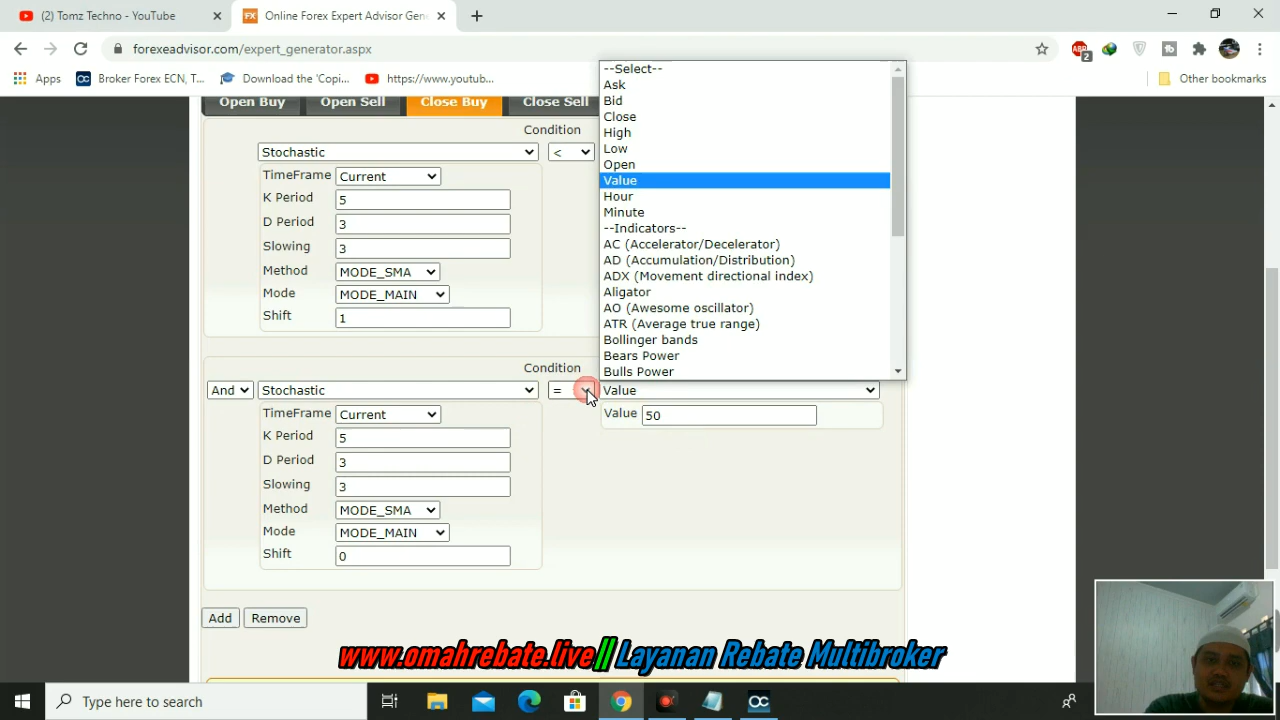 (2) Tomz Techno - YouTube
FX
Online Forex Expert Advisor Gen
forexeadvisor.com/expert_generator.aspx
ABP
2
Apps
Broker Forex ECN, T...
Download the 'Copi...
https://www.youtub...
Other bookmarks
Open Buy
Open Sell
Close Buy
Close Sell
--Select--
Ask
Bid
Close
High
Low
Open
Value
Hour
Minute
--Indicators--
AC (Accelerator/Decelerator)
AD (Accumulation/Distribution)
ADX (Movement directional index)
Aligator
AO (Awesome oscillator)
ATR (Average true range)
Bollinger bands
Bears Power
Bulls Power
Condition
Stochastic
<
TimeFrame
Current
K Period
5
D Period
3
Slowing
3
Method
MODE_SMA
Mode
MODE_MAIN
Shift
1
Condition
And
Stochastic
=
Value
TimeFrame
Current
Value
50
K Period
5
D Period
3
Slowing
3
Method
MODE_SMA
Mode
MODE_MAIN
Shift
0
Add
Remove
www.omahrebate.live|| Layanan Rebate Multibroker
Type here to search
OC